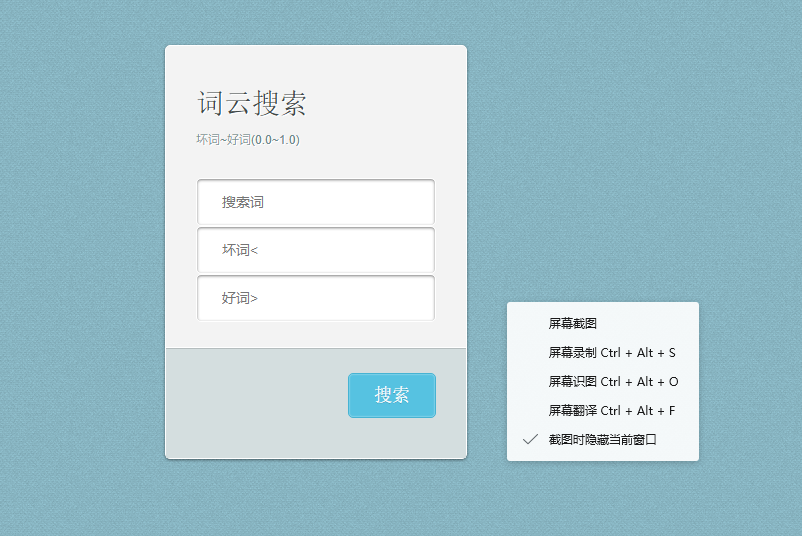 词云搜索
坏词~好词(0.0~1.0)
搜索词
坏词<
好词>
搜索
屏幕截图
屏幕录制 Ctrl + Alt + S
屏幕识图 Ctrl + Alt + O
屏幕翻译 Ctrl + Alt + F
截图时隐藏当前窗口